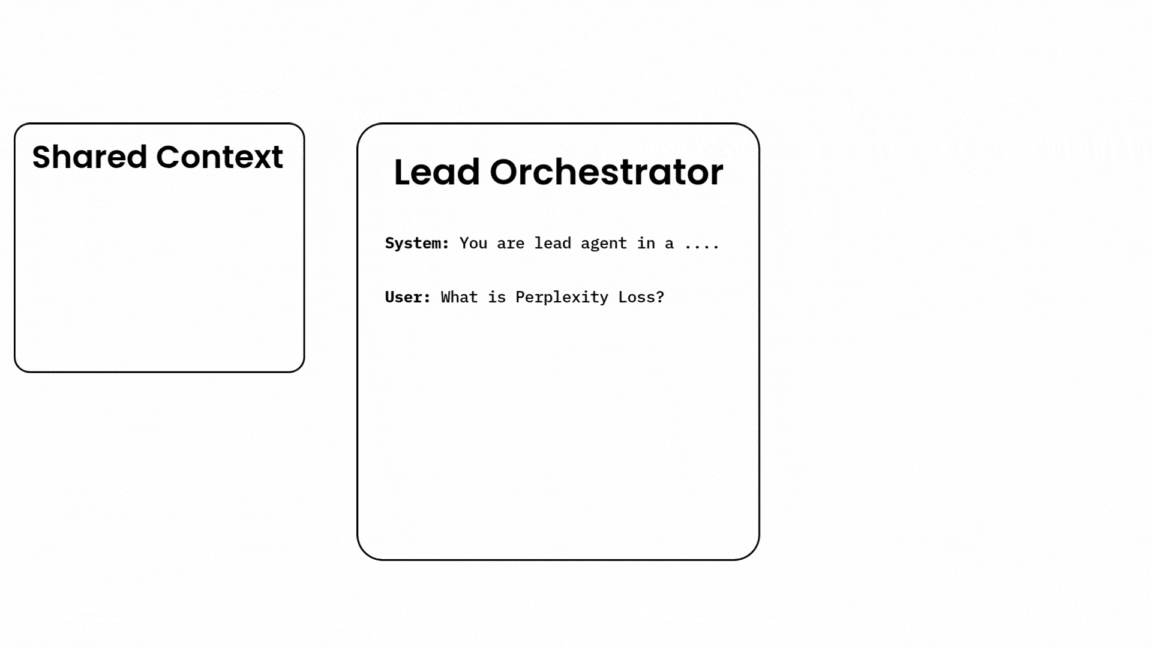 Shared Context
Lead Orchestrator
System: You are lead agent in a ....
User: What is Perplexity Loss?